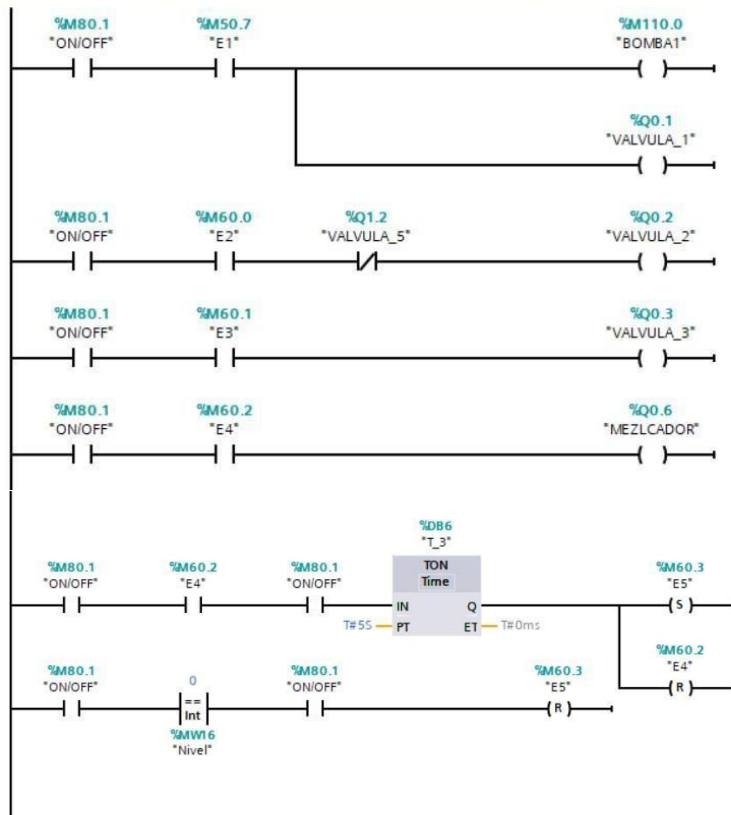 %M80.1 %M50.7 %M110.0
"ON/OFF" "E1" "BOMBA1"
%Q0.1
"VALVULA_1"
%M80.1 %M60.0 %Q1.2 %Q0.2
"ON/OFF" "E2" "VALVULA_5" "VALVULA_2"
%M80.1 %M60.1 %Q0.3
"ON/OFF" "E3" "VALVULA_3"
%M80.1 %M60.2 %Q0.6
"ON/OFF" "E4" "MEZLCADOR"
%DB6
"T_3"
%M80.1 %M60.2 %M80.1 TON %M60.3
"ON/OFF" "E4" "ON/OFF" Time "E5"
IN Q S
T#5S PT ET T#0ms
%M60.2
"E4"
R
%M80.1 0 %M80.1 %M60.3
"ON/OFF" "ON/OFF" "E5"
== R
Int
%MW16
"Nivel"